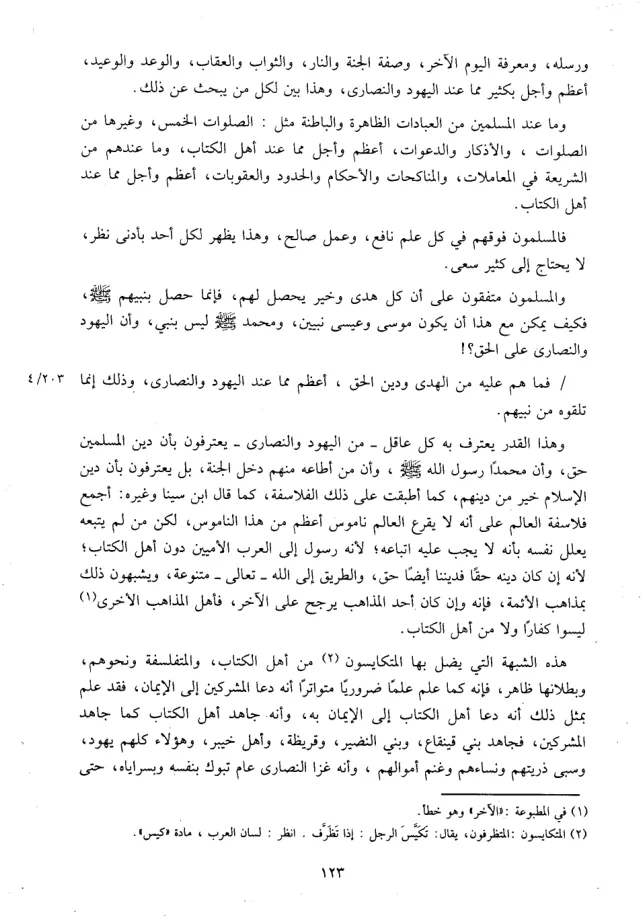 ورسله، ومعرفة اليوم الآخر، وصفة الجنة والنار، والثواب والعقاب، والوعد والوعيد،
أعظم وأجل بكثير مما عند اليهود والنصارى، وهذا بين لكل من يبحث عن ذلك.
وما عند المسلمين من العبادات الظاهرة والباطنة مثل : الصلوات الخمس، وغيرها من
الصلوات ، والأذكار والدعوات، أعظم وأجل مما عند أهل الكتاب، وما عندهم من
الشريعة في المعاملات، والمناكحات والأحكام والحدود والعقوبات، أعظم وأجل مما عند
أهل الكتاب.
فالمسلمون فوقهم في كل علم نافع، وعمل صالح، وهذا يظهر لكل أحد بأدنى نظر،
لا يحتاج إلى كثير سعى.
والمسلمون متفقون على أن كل هدى وخير يحصل لهم، فإنما حصل بنبيهم ﷺ،
فكيف يمكن مع هذا أن يكون موسى وعيسى نبيين، ومحمد ﷺ ليس بنبي، وأن اليهود
والنصارى على الحق؟!
/ فما هم عليه من الهدى ودين الحق ، أعظم مما عند اليهود والنصارى، وذلك إنما ٤/٢٠٣
تلقوه من نبيهم.
وهذا القدر يعترف به كل عاقل ـ من اليهود والنصارى ـ يعترفون بأن دين المسلمين
حق، وأن محمدًا رسول الله ﷺ ، وأن من أطاعه منهم دخل الجنة، بل يعترفون بأن دين
الإسلام خير من دينهم، كما أطبقت على ذلك الفلاسفة، كما قال ابن سينا وغيره: أجمع
فلاسفة العالم على أنه لا يقرع العالم ناموس أعظم من هذا الناموس، لكن من لم يتبعه
يعلل نفسه بأنه لا يجب عليه اتباعه؛ لأنه رسول إلى العرب الأميين دون أهل الكتاب؛
لأنه إن كان دينه حقًا فديننا أيضًا حق، والطريق إلى الله ـ تعالى ـ متنوعة، ويشبهون ذلك
بمذاهب الأئمة، فإنه وإن كان أحد المذاهب يرجح على الآخر، فأهل المذاهب الأخرى(١)
ليسوا كفارًا ولا من أهل الكتاب.
هذه الشبهة التي يضل بها المتكايسون (٢) من أهل الكتاب، والمتفلسفة ونحوهم،
وبطلانها ظاهر، فإنه كما علم علمًا ضروريًا متواترًا أنه دعا المشركين إلى الإيمان، فقد علم
بمثل ذلك أنه دعا أهل الكتاب إلى الإيمان به، وأنه جاهد أهل الكتاب كما جاهد
المشركين، فجاهد بني قينقاع، وبني النضير، وقريظة، وأهل خيبر، وهؤلاء كلهم يهود،
وسبى ذريتهم ونساءهم وغنم أموالهم ، وأنه غزا النصارى عام تبوك بنفسه وبسراياه، حتى
(١) في المطبوعة :«الآخر» وهو خطأ.
(٢) المتكايسون :المتظرفون، يقال: تَكَيَّسَ الرجل : إذا تَظَرَّف . انظر : لسان العرب ، مادة «كيس».
١٢٣